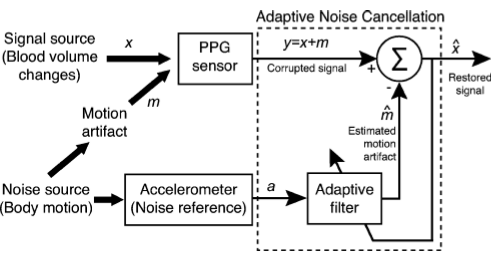 Adaptive Noise Cancellation
Signal source
(Blood volume
changes)
x
PPG
sensor
y=x+m
Corrupted signal
+
Σ
-
x̂
Restored
signal
m
Motion
artifact
m̂
Estimated
motion
artifact
Noise source
(Body motion)
Accelerometer
(Noise reference)
a
Adaptive
filter